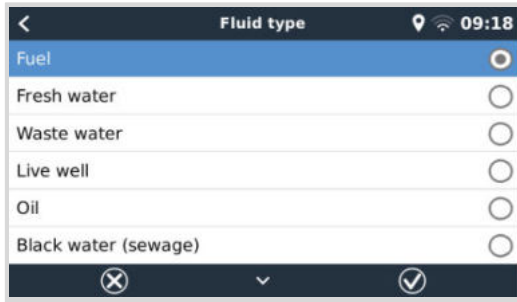 Fluid type 09:18
Fuel
Fresh water
Waste water
Live well
Oil
Black water (sewage)